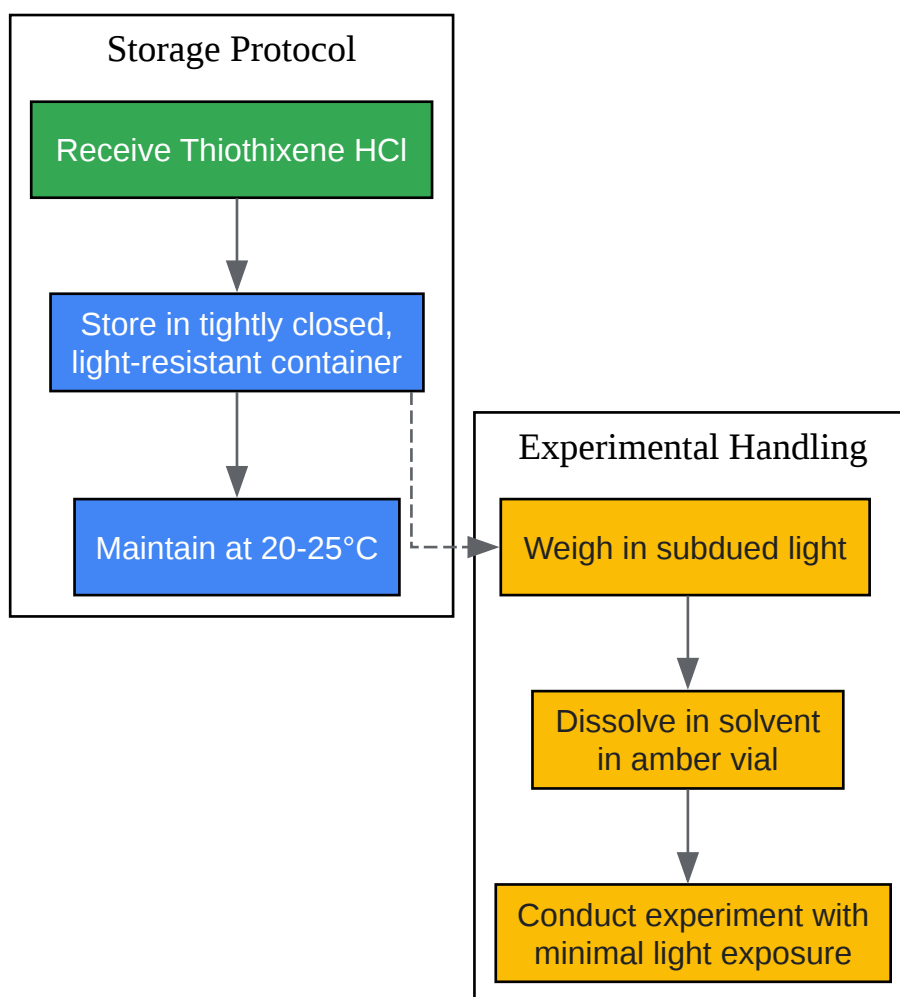 Storage Protocol
Receive Thiothixene HCl
Store in tightly closed,
light-resistant container
Maintain at 20-25°C
Experimental Handling
Weigh in subdued light
Dissolve in solvent
in amber vial
Conduct experiment with
minimal light exposure